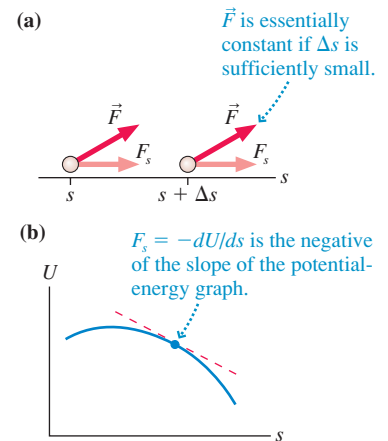 (a)
F⃗ is essentially
constant if Δs is
sufficiently small.
F⃗ F⃗
Fₛ Fₛ
s
s s + Δs
(b)
Fₛ = −dU/ds is the negative
of the slope of the potential-
energy graph.
U
s